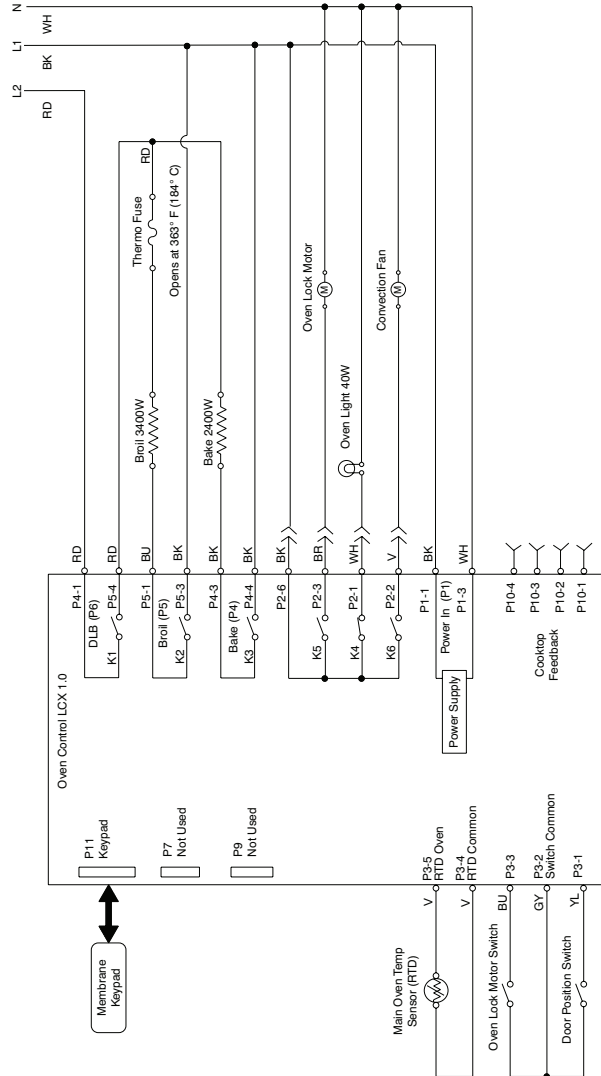 N
WH
L1
BK
L2
RD
RD
Thermo Fuse
Opens at 363° F (184° C)
Broil 3400W
Bake 2400W
Oven Lock Motor
M
Oven Light 40W
Convection Fan
M
RD
RD
BU
BK
BK
BK
BK
BR
WH
V
BK
WH
Oven Control LCX 1.0
P4-1
DLB (P6)
P5-4
K1
P5-1
Broil (P5)
P5-3
K2
P4-3
Bake (P4)
P4-4
K3
P2-6
P2-3
K5
P2-1
K4
P2-2
K6
P1-1
Power In (P1)
P1-3
Power Supply
P10-4
P10-3
P10-2
P10-1
Cooktop
Feedback
P11
Keypad
P7
Not Used
P9
Not Used
Membrane
Keypad
P3-5
RTD Oven
P3-4
RTD Common
P3-3
P3-2
Switch Common
P3-1
V
V
BU
GY
YL
Main Oven Temp
Sensor (RTD)
Oven Lock Motor Switch
Door Position Switch